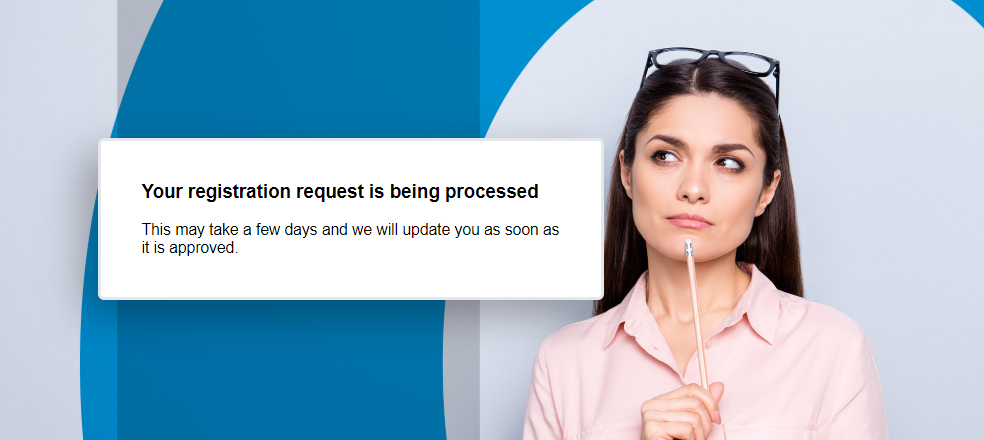 Your registration request is being processed
This may take a few days and we will update you as soon as
it is approved.